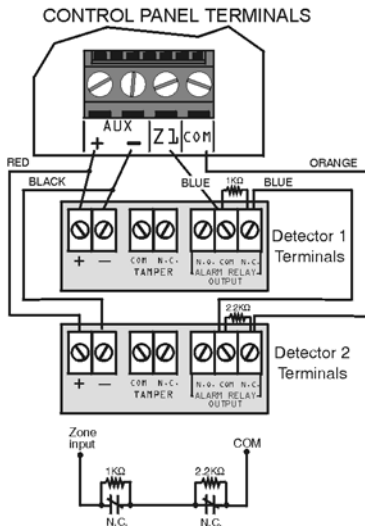 CONTROL PANEL TERMINALS
AUX
+ − Z1 COM
RED
ORANGE
BLACK
BLUE
1KΩ
BLUE
Detector 1
Terminals
+ − COM N.C. N.O. COM N.C.
TAMPER
ALARM RELAY
OUTPUT
2.2KΩ
Detector 2
Terminals
+ − COM N.C. N.O. COM N.C.
TAMPER
ALARM RELAY
OUTPUT
Zone
input
COM
1KΩ
2.2KΩ
N.C.
N.C.